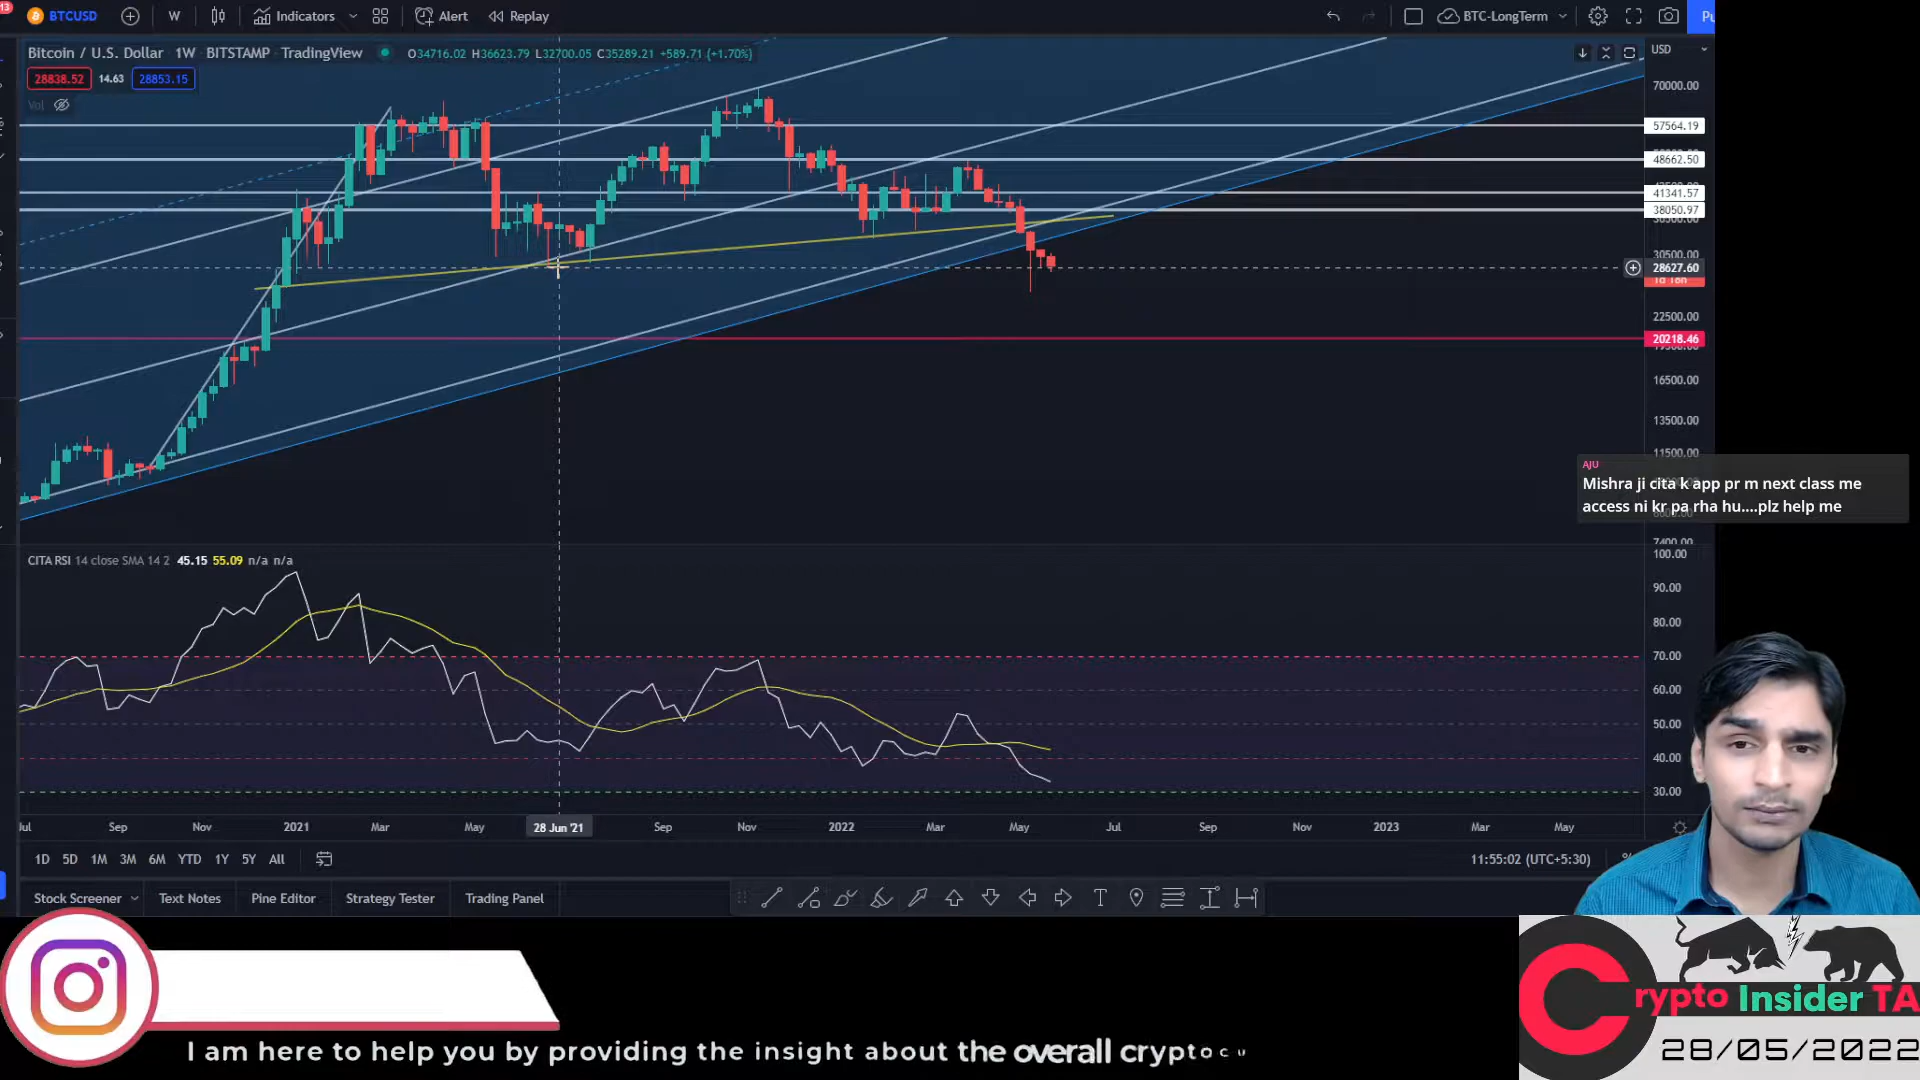 13
BTCUSD
W
Indicators
Alert
Replay
BTC-LongTerm
Bitcoin / U.S. Dollar 1W BITSTAMP TradingView
O34716.02 H36623.79 L32700.05 C35289.21 +589.71 (+1.70%)
USD
28838.52 14.63 28853.15
Vol
70000.00
57564.19
48662.50
41341.57
38050.97
30500.00
28627.60
1d 18h
22500.00
20218.46
16500.00
13500.00
11500.00
AJU
Mishra ji cita k app pr m next class me
access ni kr pa rha hu....plz help me
7400.00
CITA RSI 14 close SMA 14 2 45.15 55.09 n/a n/a
100.00
90.00
80.00
70.00
60.00
50.00
40.00
30.00
Sep Nov 2021 Mar May 28 Jun '21 Sep Nov 2022 Mar May Jul Sep Nov 2023 Mar May
1D 5D 1M 3M 6M YTD 1Y 5Y All
11:55:02 (UTC+5:30)
%
Stock Screener Text Notes Pine Editor Strategy Tester Trading Panel
T
Crypto Insider TA
28/05/2022
I am here to help you by providing the insight about the overall crypto cu